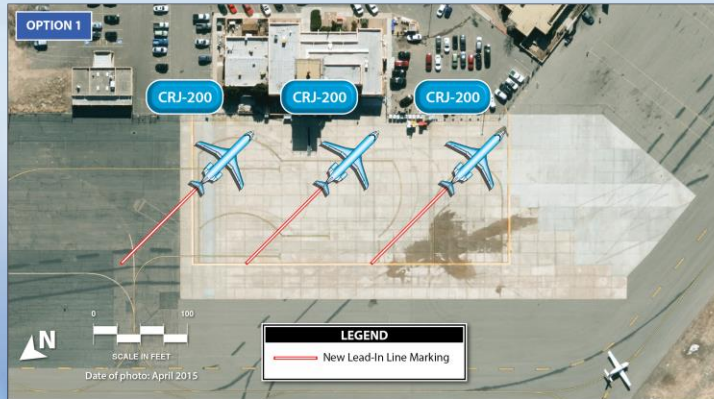 OPTION 1
CRJ-200 CRJ-200 CRJ-200
N
0 100
SCALE IN FEET
Date of photo: April 2015
LEGEND
New Lead-In Line Marking